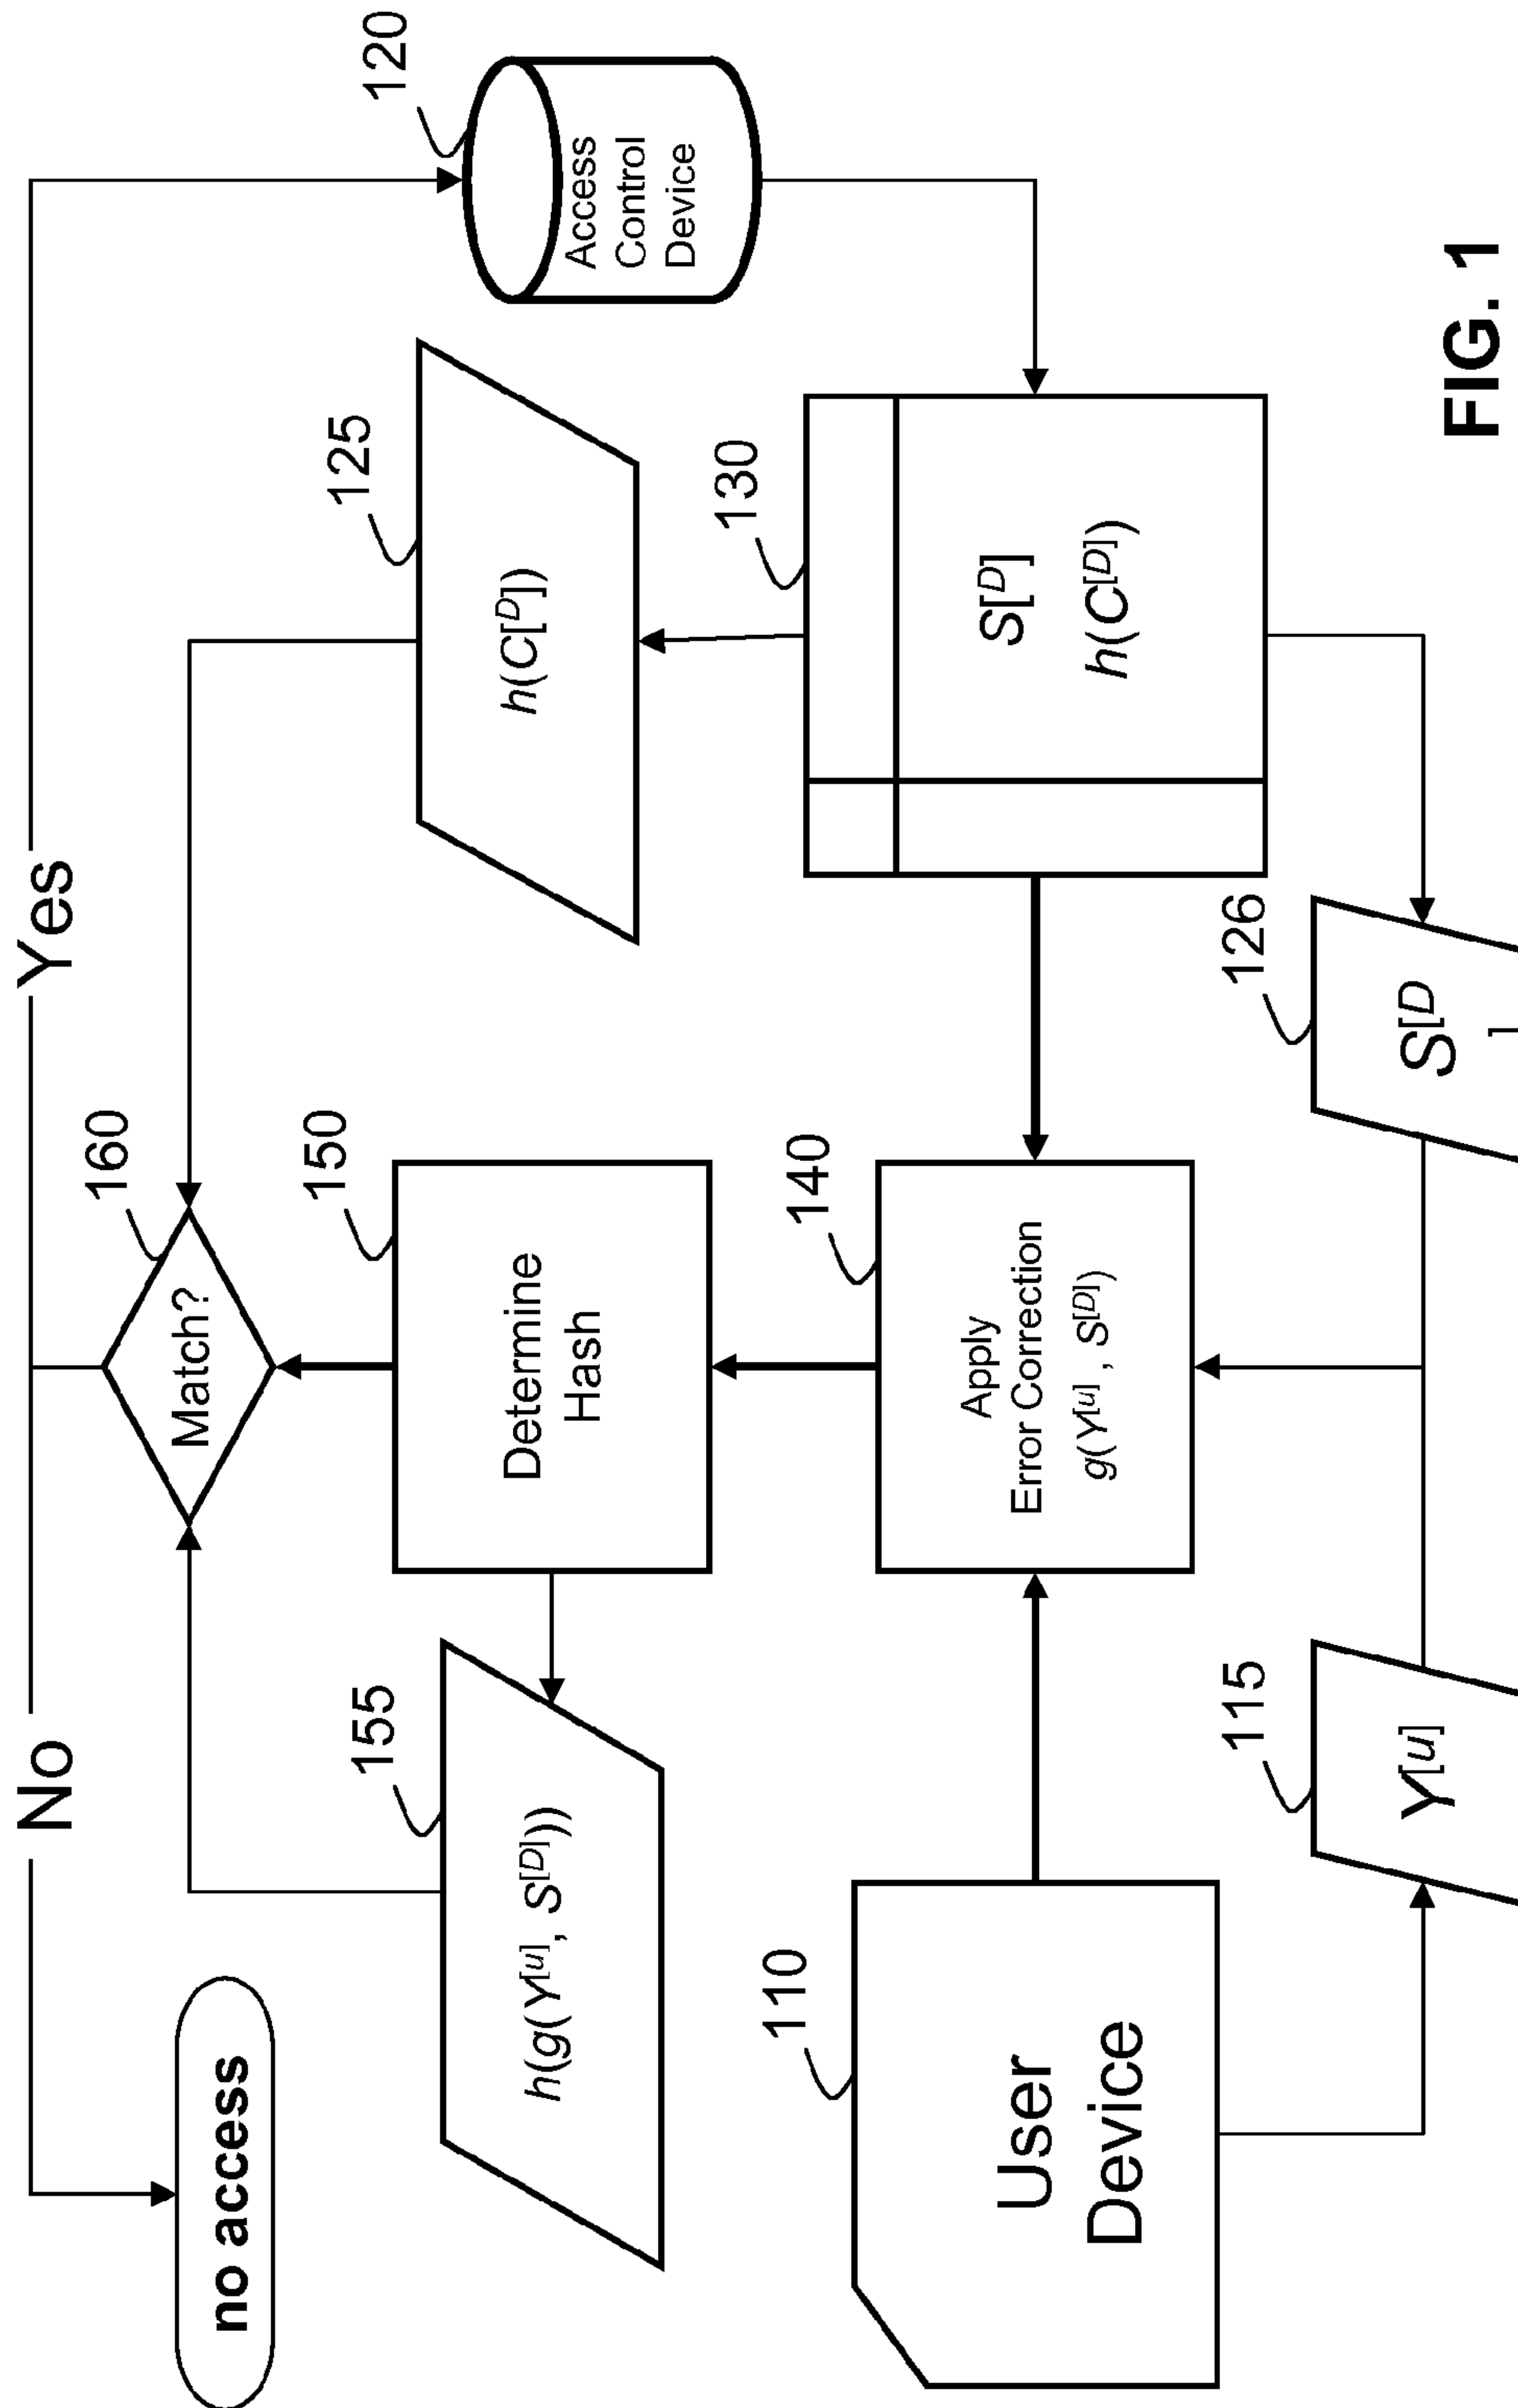 No
Yes
no access
160
Match?
120
Access
Control
Device
155
h(g(Y[u], S[D]))
150
Determine
Hash
125
h(C[D])
110
User
Device
140
Apply
Error Correction
g(Y[u] , S[D])
130
S[D]
h(C[D])
115
Y[u]
126
S[D
]
FIG. 1